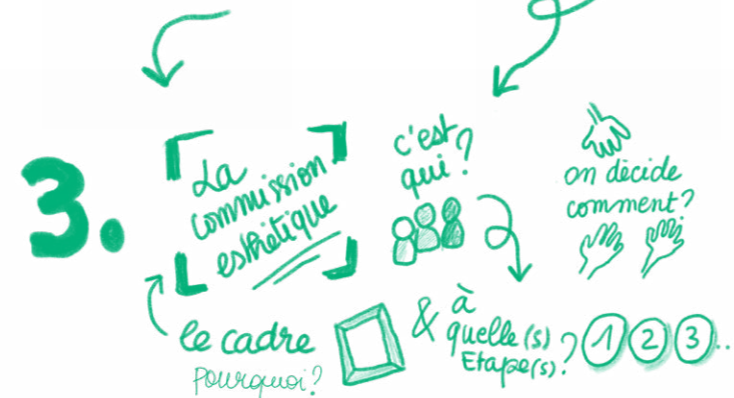 3.
La
commission
esthétique
c'est
qui?
on décide
comment?
le cadre
pourquoi?
& à
quelle(s)
Etape(s)?
1 2 3..